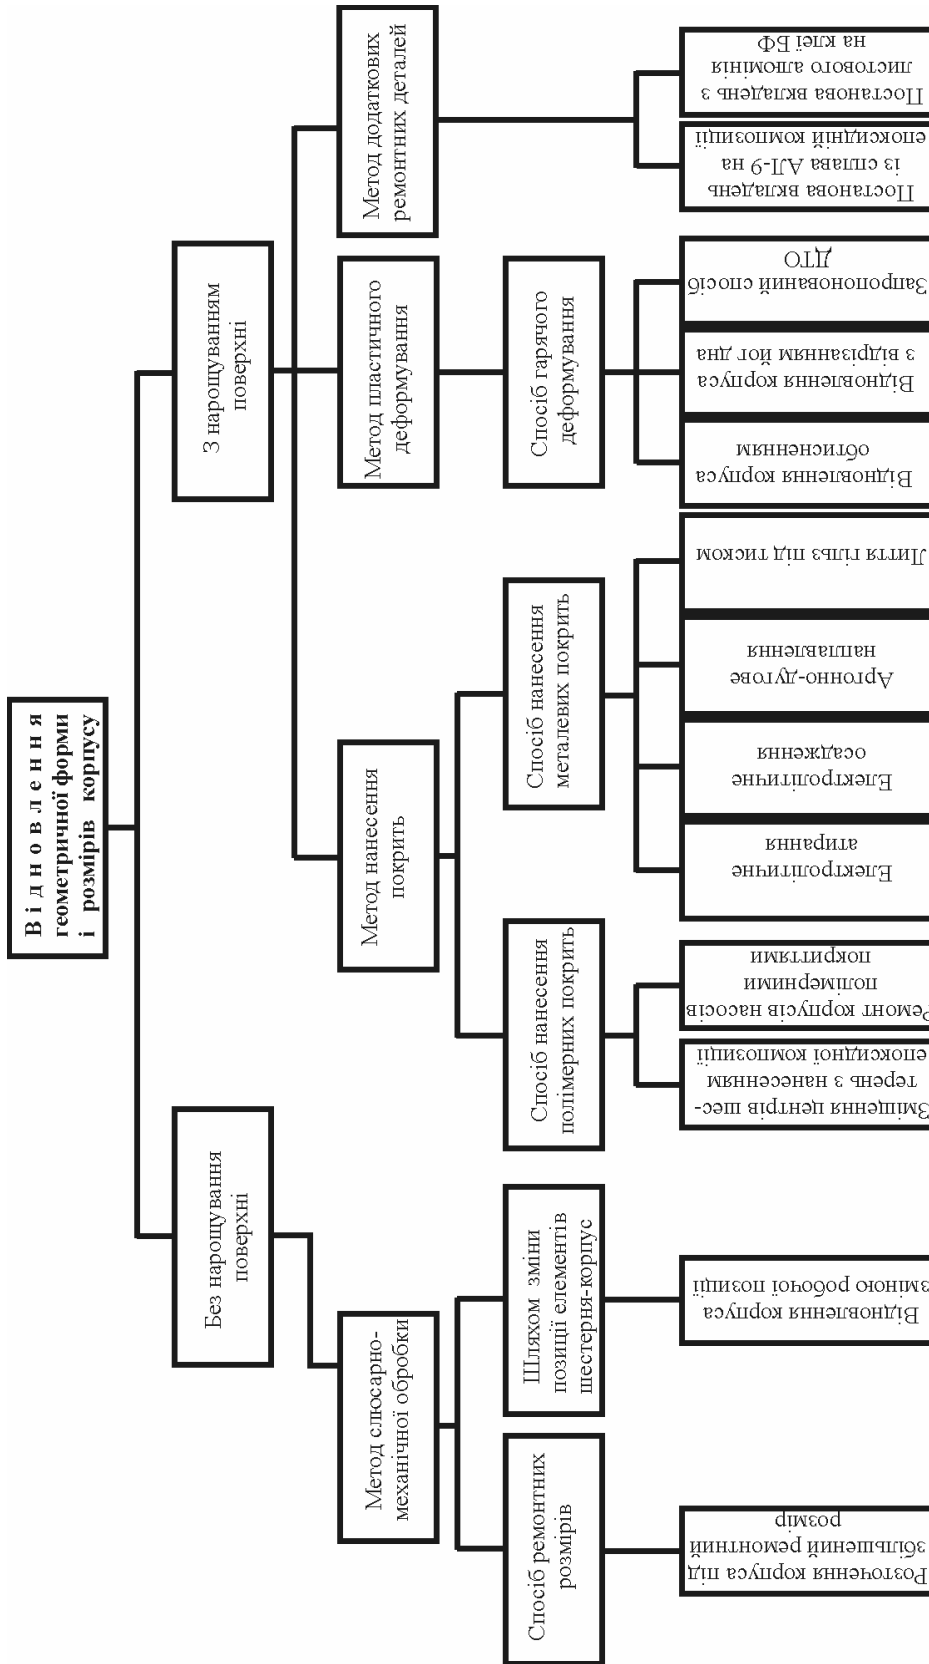 В і д н о в л е н н я
геометричної форми
і розмірів корпусу
Без нарощування
поверхні
З нарощуванням
поверхні
Метод слюсарно-
механічної обробки
Метод нанесення
покрить
Метод пластичного
деформування
Метод додаткових
ремонтних деталей
Спосіб ремонтних
розмірів
Шляхом зміни
позиції елементів
шестерня-корпус
Спосіб нанесення
полімерних покрить
Спосіб нанесення
металевих покрить
Спосіб гарячого
деформування
Розточення корпуса під
збільшений ремонтний
розмір
Відновлення корпуса
зміною робочої позиції
Зміщення центрів шес-
терень з нанесенням
епоксидної композиції
Ремонт корпусів насосів
полімерними
покриттями
Електролітичне
атирання
Електролітичне
осадження
Аргонно-дугове
наплавлення
Лиття гільз під тиском
Відновлення корпуса
обтисненням
Відновлення корпуса
з відрізанням йог дна
Запропонований спосіб
ДТО
Постанова вкладень
із сплава АЛ-9 на
епоксидній композиції
Постанова вкладень з
листового алюмінія
на клеї БФ